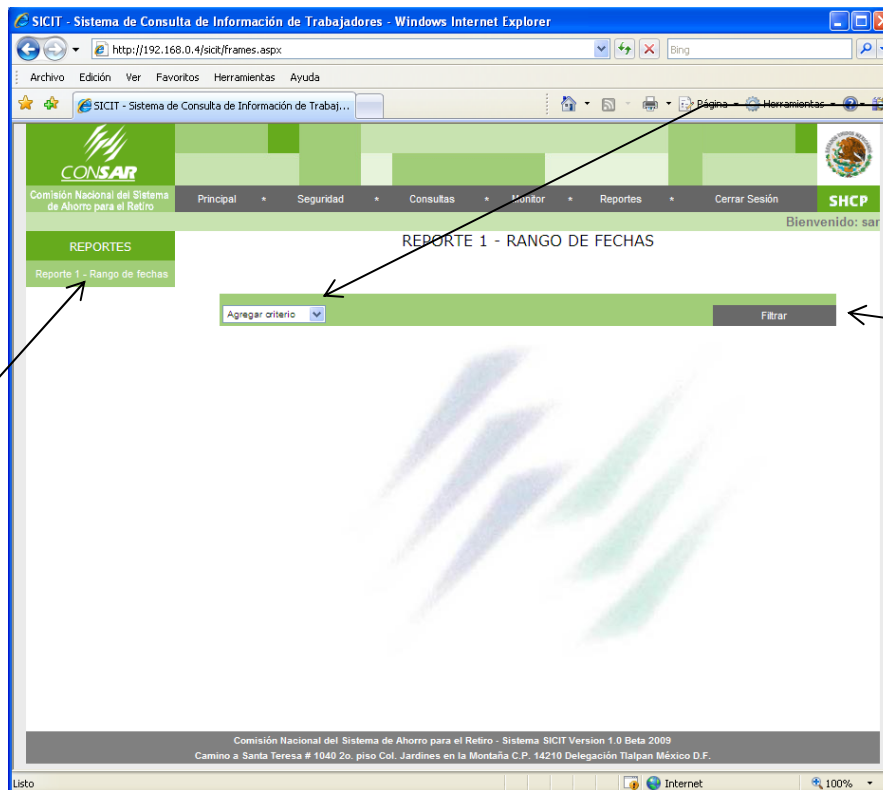 SICIT - Sistema de Consulta de Información de Trabajadores - Windows Internet Explorer
http://192.168.0.4/sicit/frames.aspx
Bing
Archivo Edición Ver Favoritos Herramientas Ayuda
SICIT - Sistema de Consulta de Información de Trabaj...
Página Herramientas
CONSAR
Comisión Nacional del Sistema
de Ahorro para el Retiro
Principal * Seguridad * Consultas * Monitor * Reportes * Cerrar Sesión
SHCP
Bienvenido: sar
REPORTES
REPORTE 1 - RANGO DE FECHAS
Reporte 1 - Rango de fechas
Agregar criterio
Filtrar
Comisión Nacional del Sistema de Ahorro para el Retiro - Sistema SICIT Version 1.0 Beta 2009
Camino a Santa Teresa # 1040 2o. piso Col. Jardines en la Montaña C.P. 14210 Delegación Tlalpan México D.F.
Listo
Internet
100%